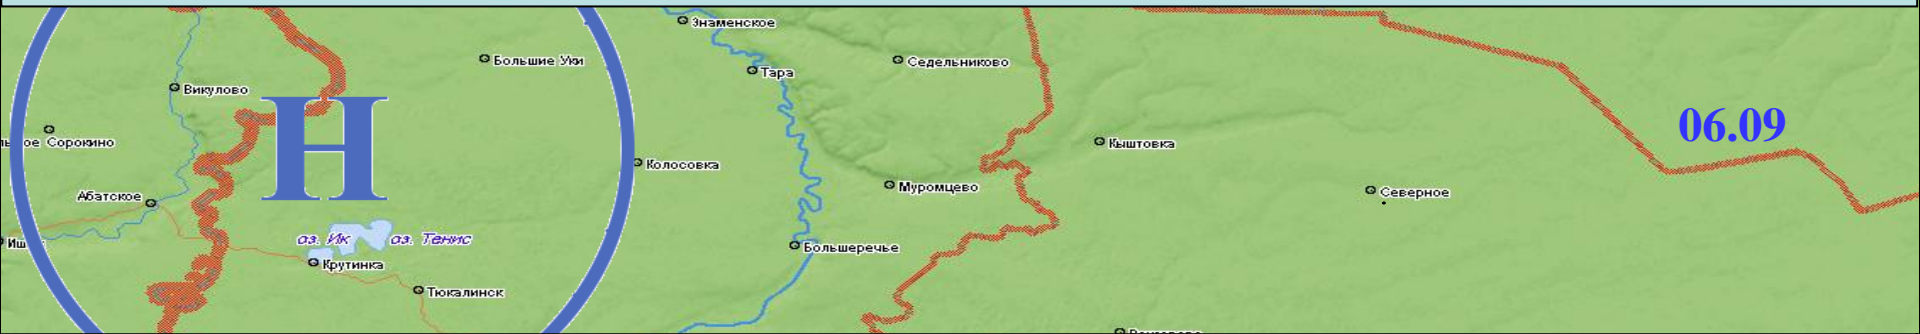 Знаменское
Большие Уки
Седельниково
Тара
Викулово
06.09
Н
Сорокино
Кыштовка
Колосовка
Муромцево
Северное
Абатское
оз. Ик
оз. Тенис
Большеречье
Крутинка
Тюкалинск